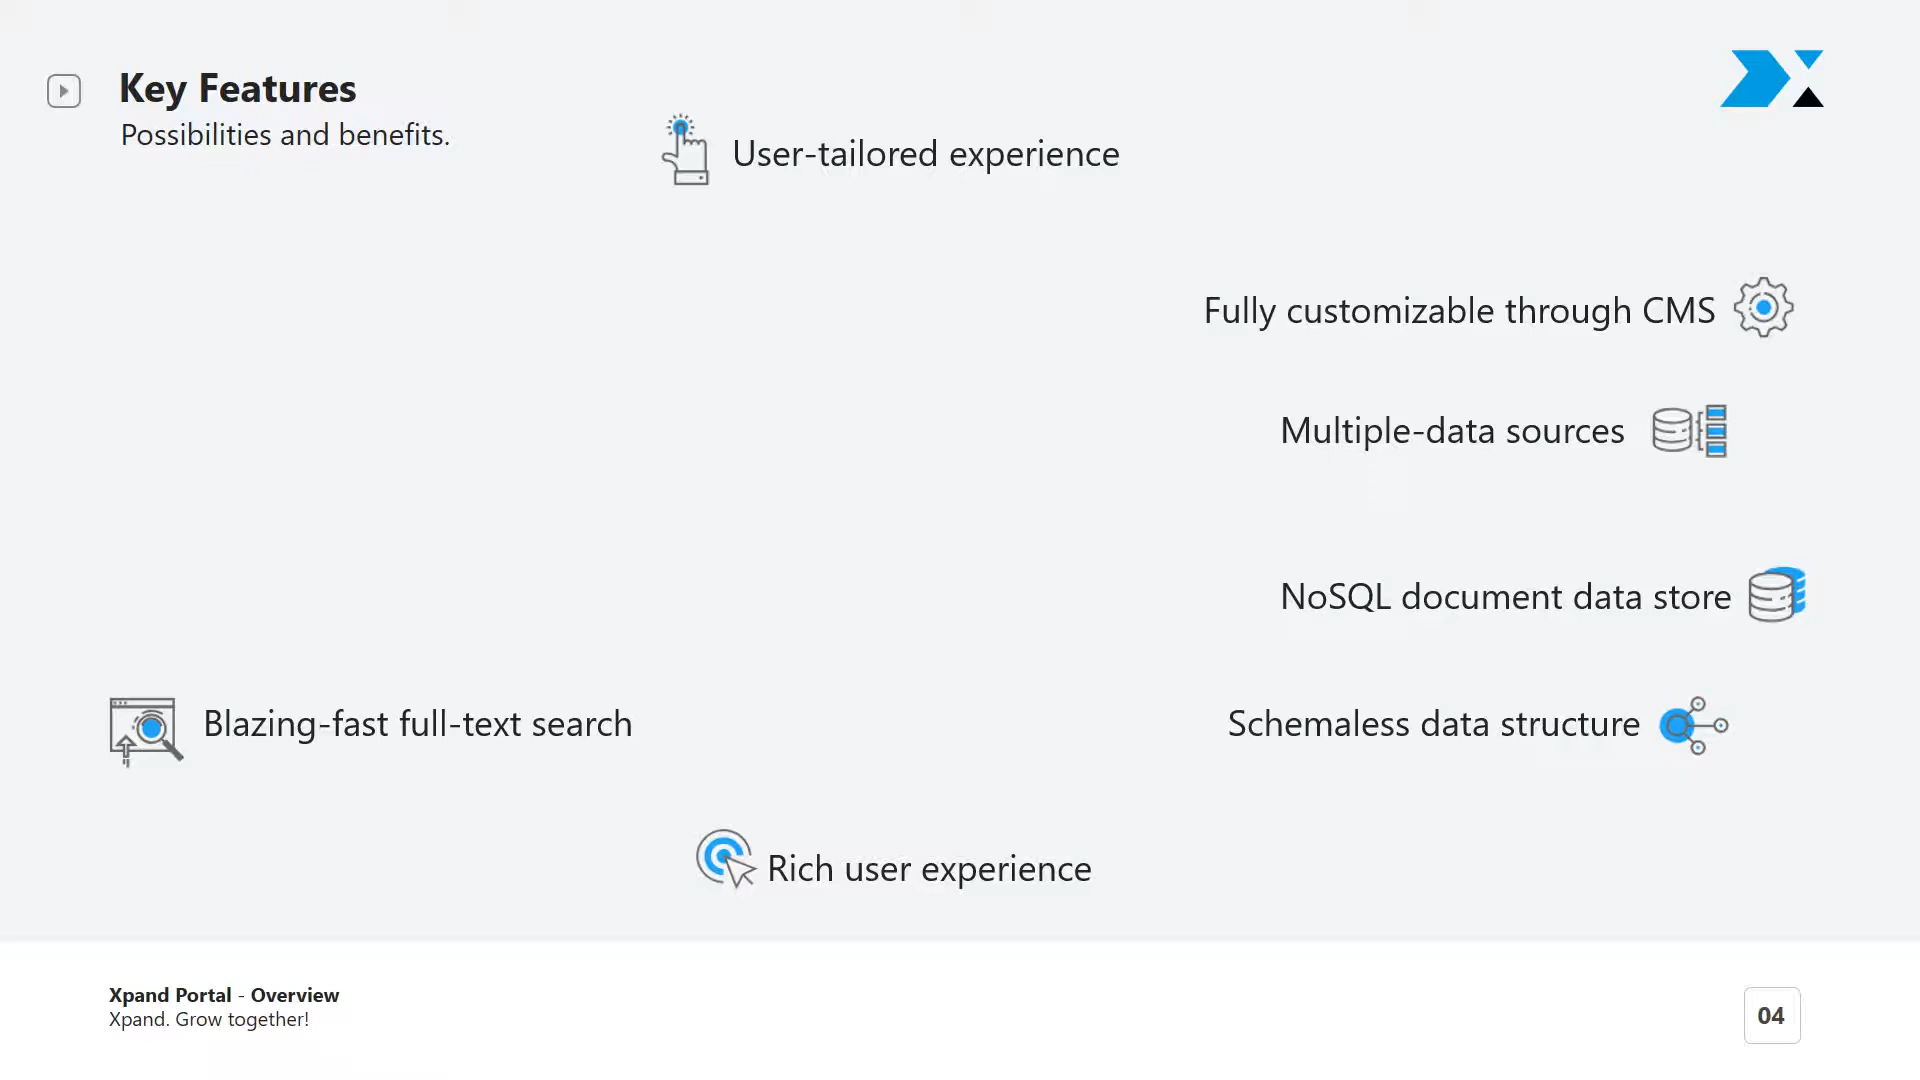 Key Features
Possibilities and benefits.
User-tailored experience
Fully customizable through CMS
Multiple-data sources
NoSQL document data store
Blazing-fast full-text search
Schemaless data structure
Rich user experience
Xpand Portal - Overview
Xpand. Grow together!
04